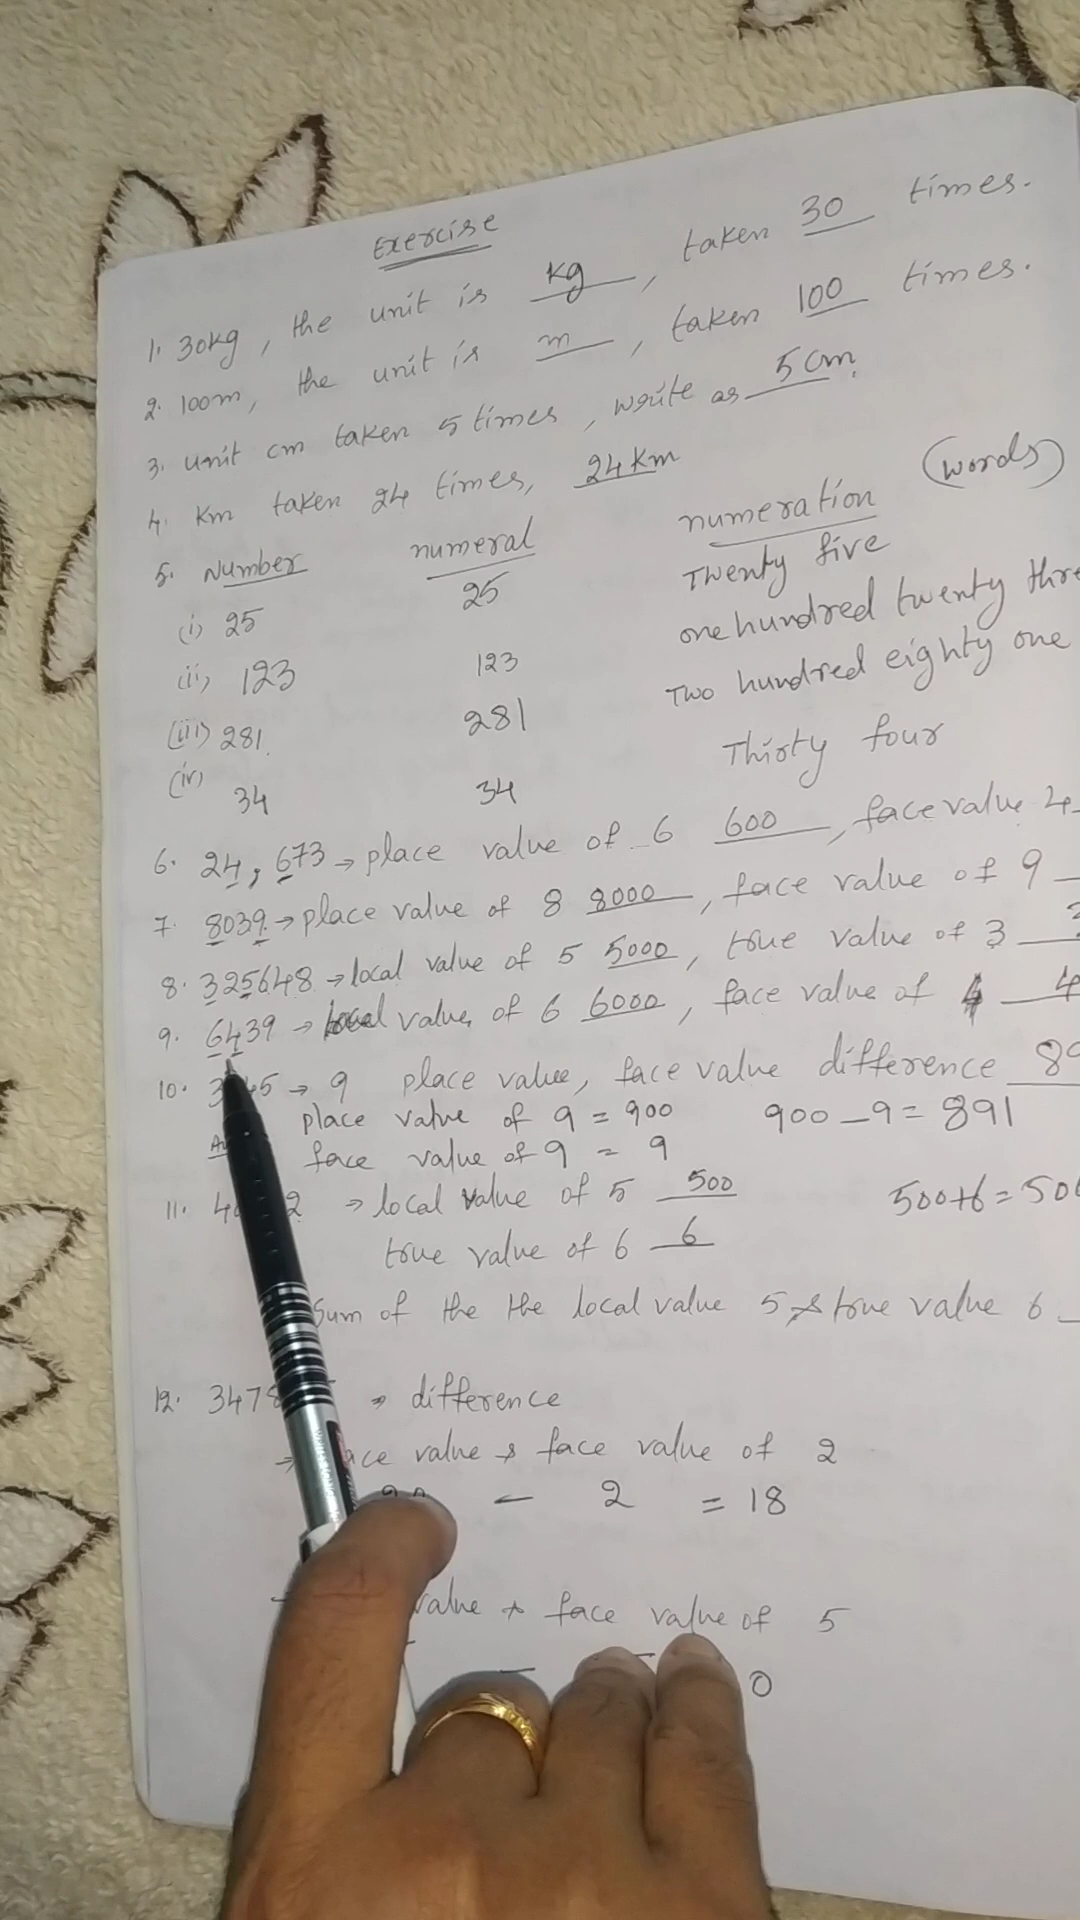 Exercise
1. 30kg, the unit is kg, taken 30 times.
2. 100m, the unit is m, taken 100 times.
3. unit cm taken 5 times, write as 5cm.
4. km taken 24 times, 24km
5. Number numeral numeration (words)
(i) 25 25 Twenty five
(ii) 123 123 one hundred twenty
(iii) 281. 281 Two hundred eighty one
(iv) 34 34 Thirty four
6. 24,673 → place value of 6 600, face value 4
7. 8039 → place value of 8 8000, face value of 9
8. 325648 → local value of 5 5000, true value of 3
9. 6439 → local value of 6 6000, face value of 4 4
10. → 9 place value, face value difference
place value of 9 = 900 900 - 9 = 891
face value of 9 = 9
11. → local value of 5 500 500+6 =
true value of 6 6
Sum of the the local value 5 & true value 6
12. → difference
→ value & face value of 2
- 2 = 18
value & face value of 5
0